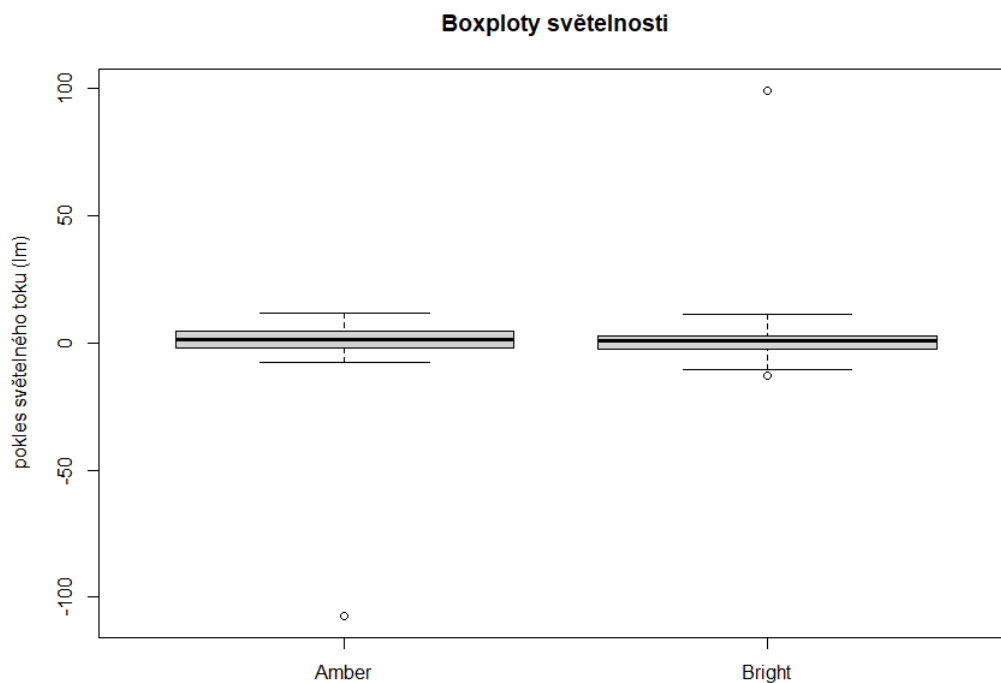 Boxploty světelnosti
pokles světelného toku (lm)
100
50
0
-50
-100
Amber
Bright